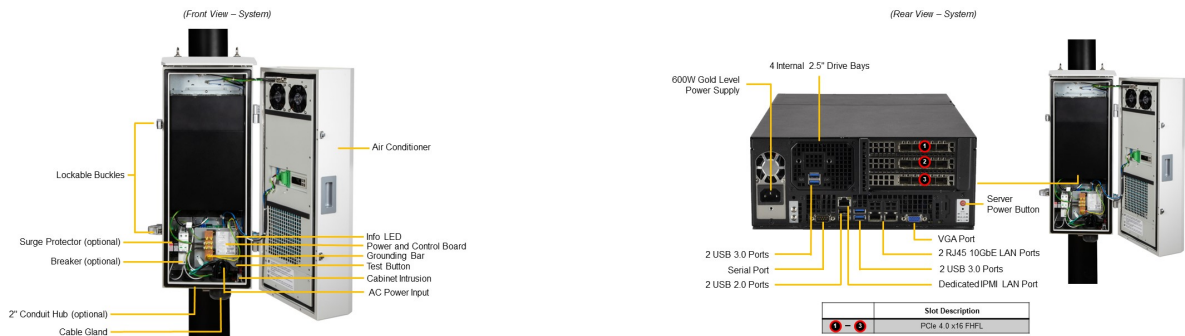 (Front View – System)
Lockable Buckles
Surge Protector (optional)
Breaker (optional)
2" Conduit Hub (optional)
Cable Gland
Air Conditioner
Info LED
Power and Control Board
Grounding Bar
Test Button
Cabinet Intrusion
AC Power Input
(Rear View – System)
4 Internal 2.5" Drive Bays
600W Gold Level
Power Supply
1
2
3
Server
Power Button
VGA Port
2 USB 3.0 Ports
2 RJ45 10GbE LAN Ports
Serial Port
2 USB 3.0 Ports
2 USB 2.0 Ports
Dedicated IPMI LAN Port
Slot Description
1 – 3 PCIe 4.0 x16 FHFL